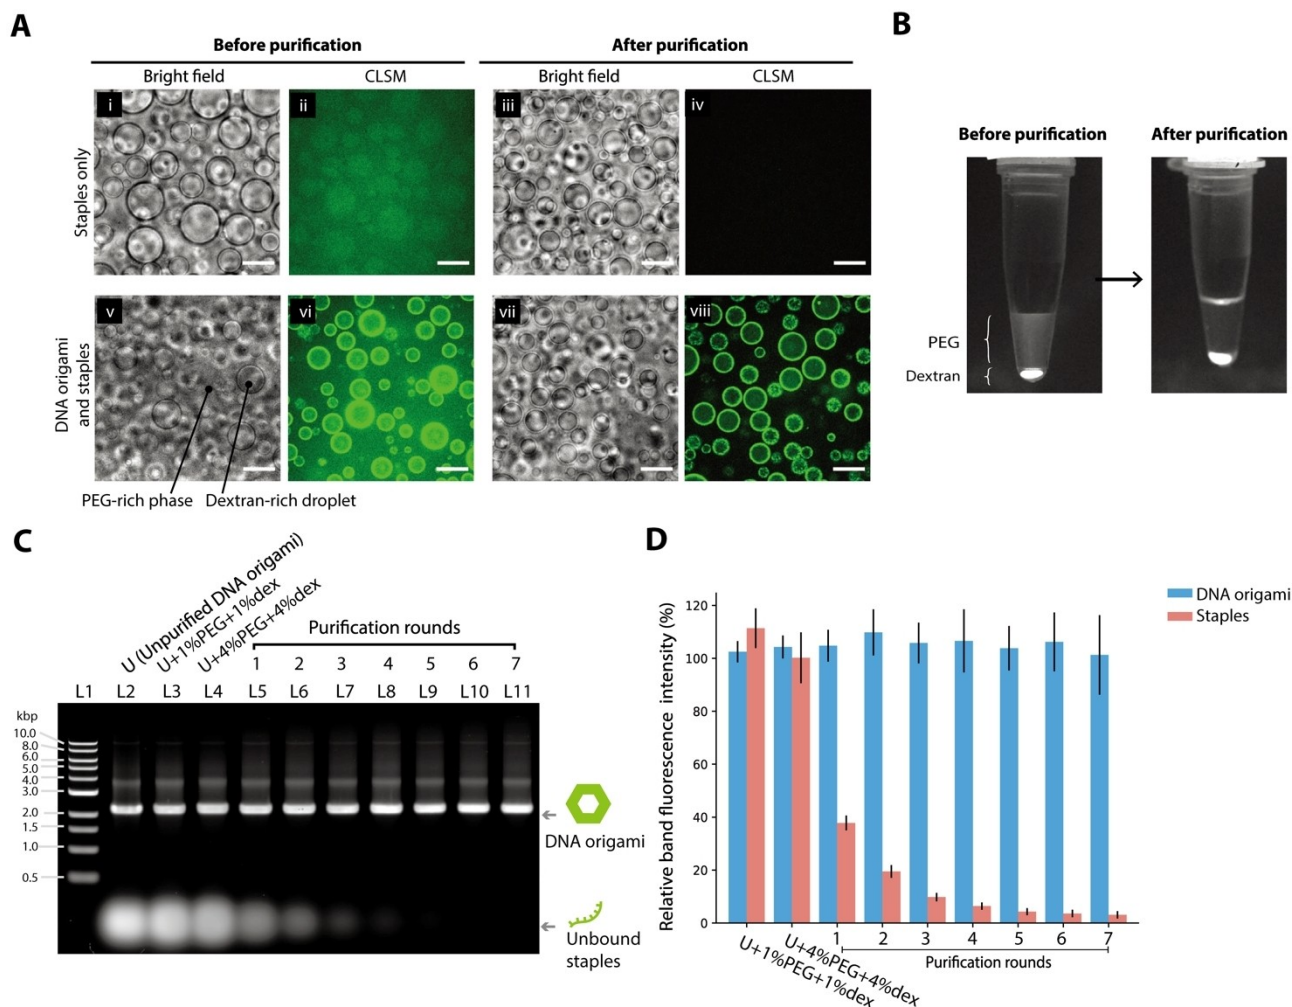 A
Before purification
After purification
Bright field
CLSM
Bright field
CLSM
i
ii
iii
iv
Staples only
v
vi
vii
viii
DNA origami
and staples
PEG-rich phase
Dextran-rich droplet
B
Before purification
After purification
PEG
Dextran
C
U (Unpurified DNA origami)
U+1%PEG+1%dex
U+4%PEG+4%dex
Purification rounds
1 2 3 4 5 6 7
L1 L2 L3 L4 L5 L6 L7 L8 L9 L10 L11
kbp
10.0
8.0
6.0
5.0
4.0
3.0
2.0
1.5
1.0
0.5
DNA origami
Unbound
staples
D
DNA origami
Staples
Relative band fluorescence intensity (%)
120
100
80
60
40
20
0
U+1%PEG+1%dex
U+4%PEG+4%dex
1 2 3 4 5 6 7
Purification rounds